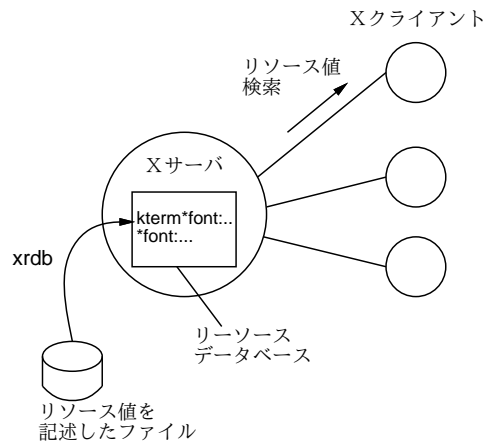 Xクライアント
リソース値
検索
Xサーバ
kterm*font:..
*font:...
xrdb
リーソース
データベース
リソース値を
記述したファイル